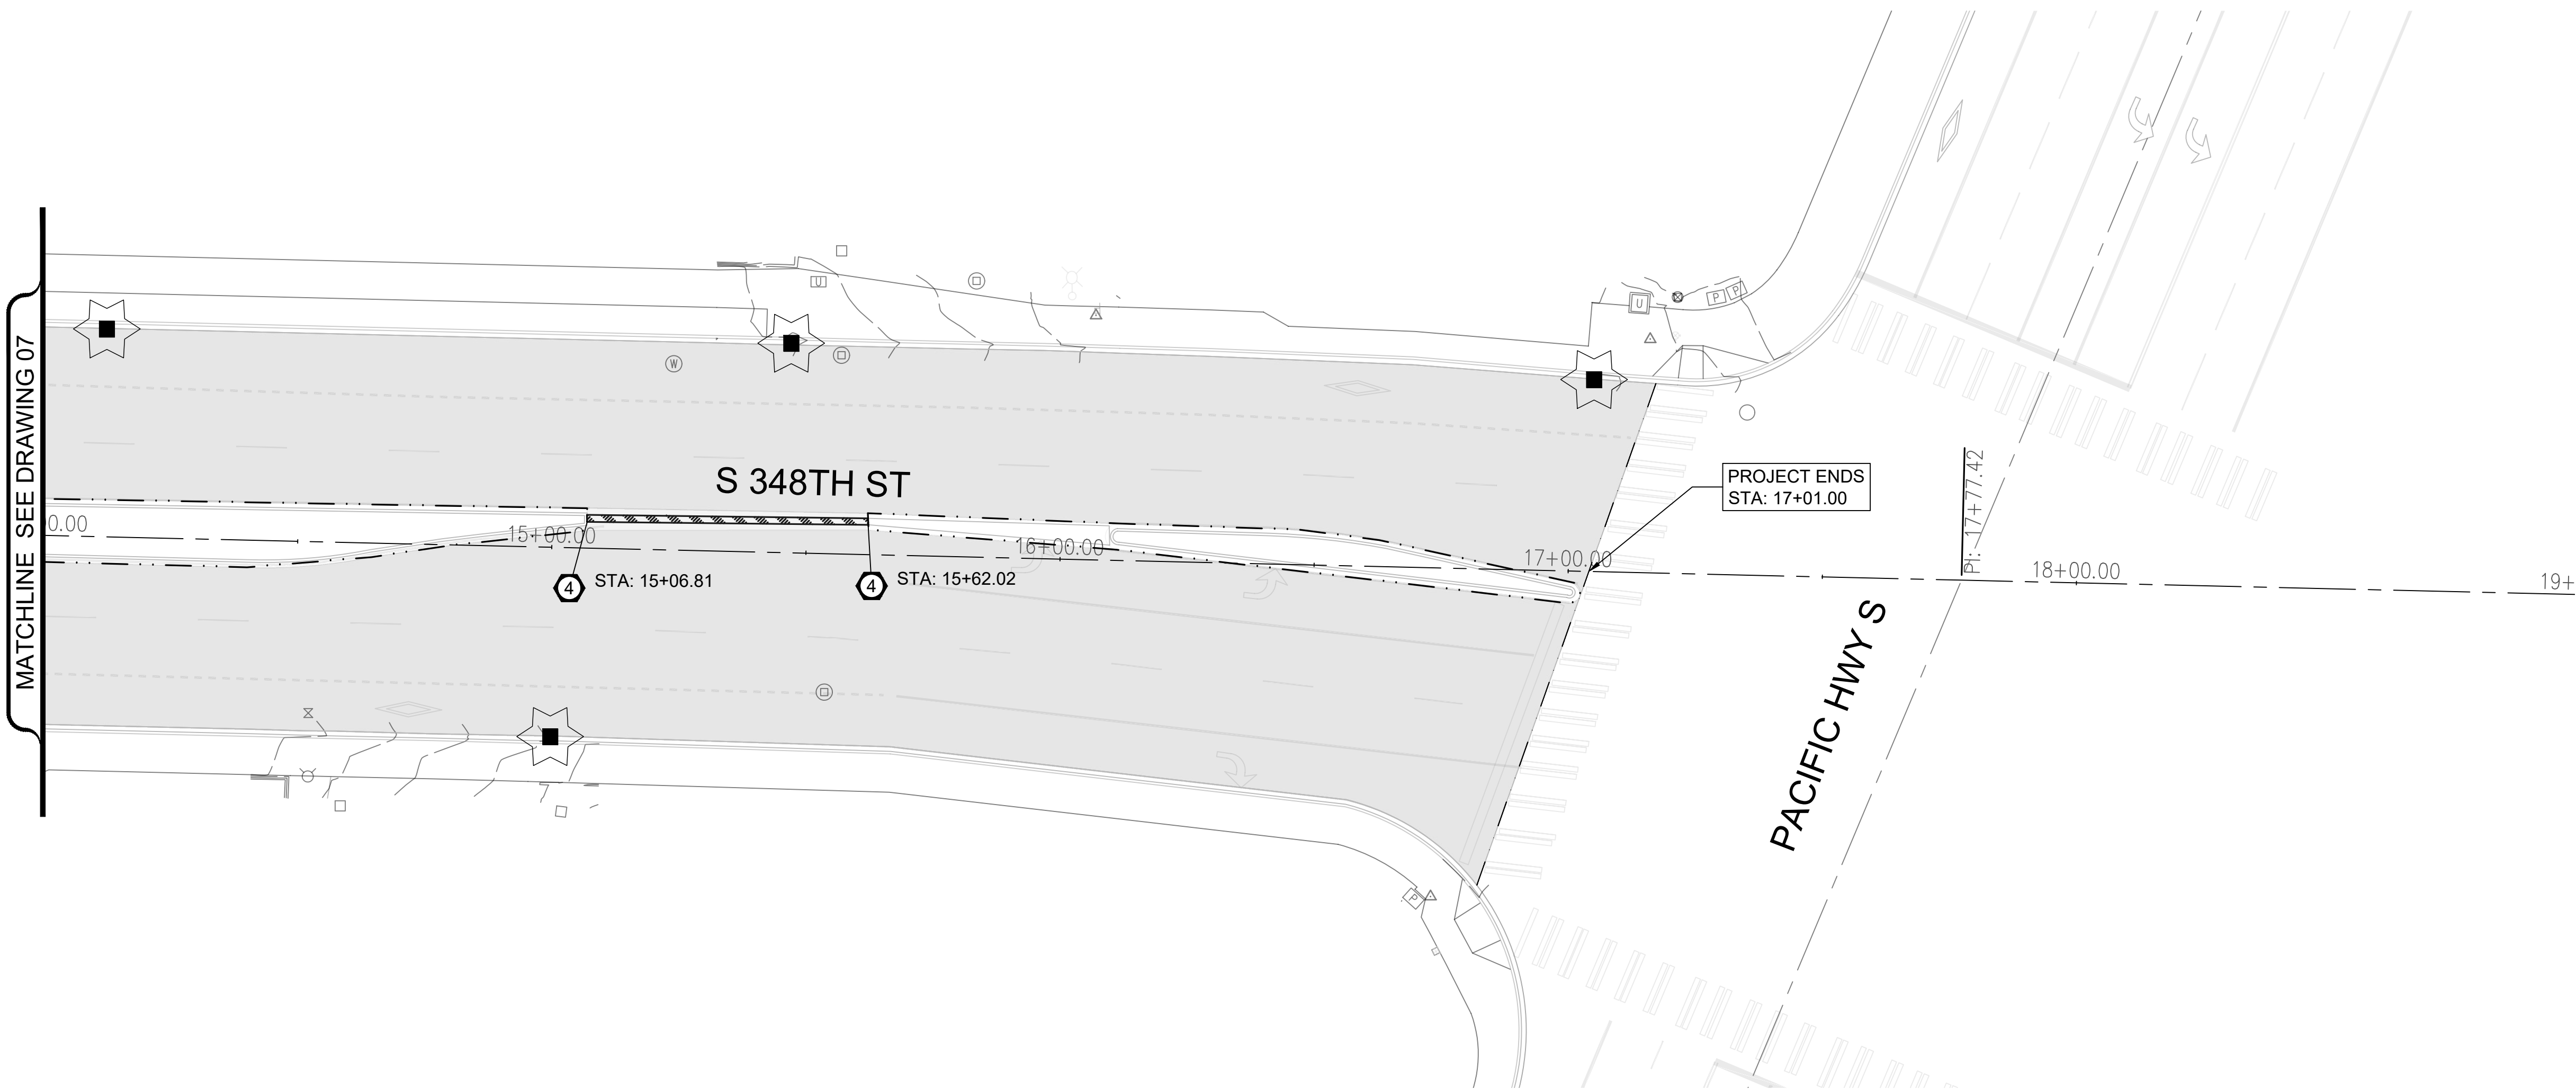 MATCHLINE SEE DRAWING 07
S 348TH ST
0.00
15+00.00
16+00.00
17+00.00
18+00.00
19+
4
STA: 15+06.81
4
STA: 15+62.02
PROJECT ENDS
STA: 17+01.00
PI: 17+77.42
PACIFIC HWY S
U
W
U
P
P
P